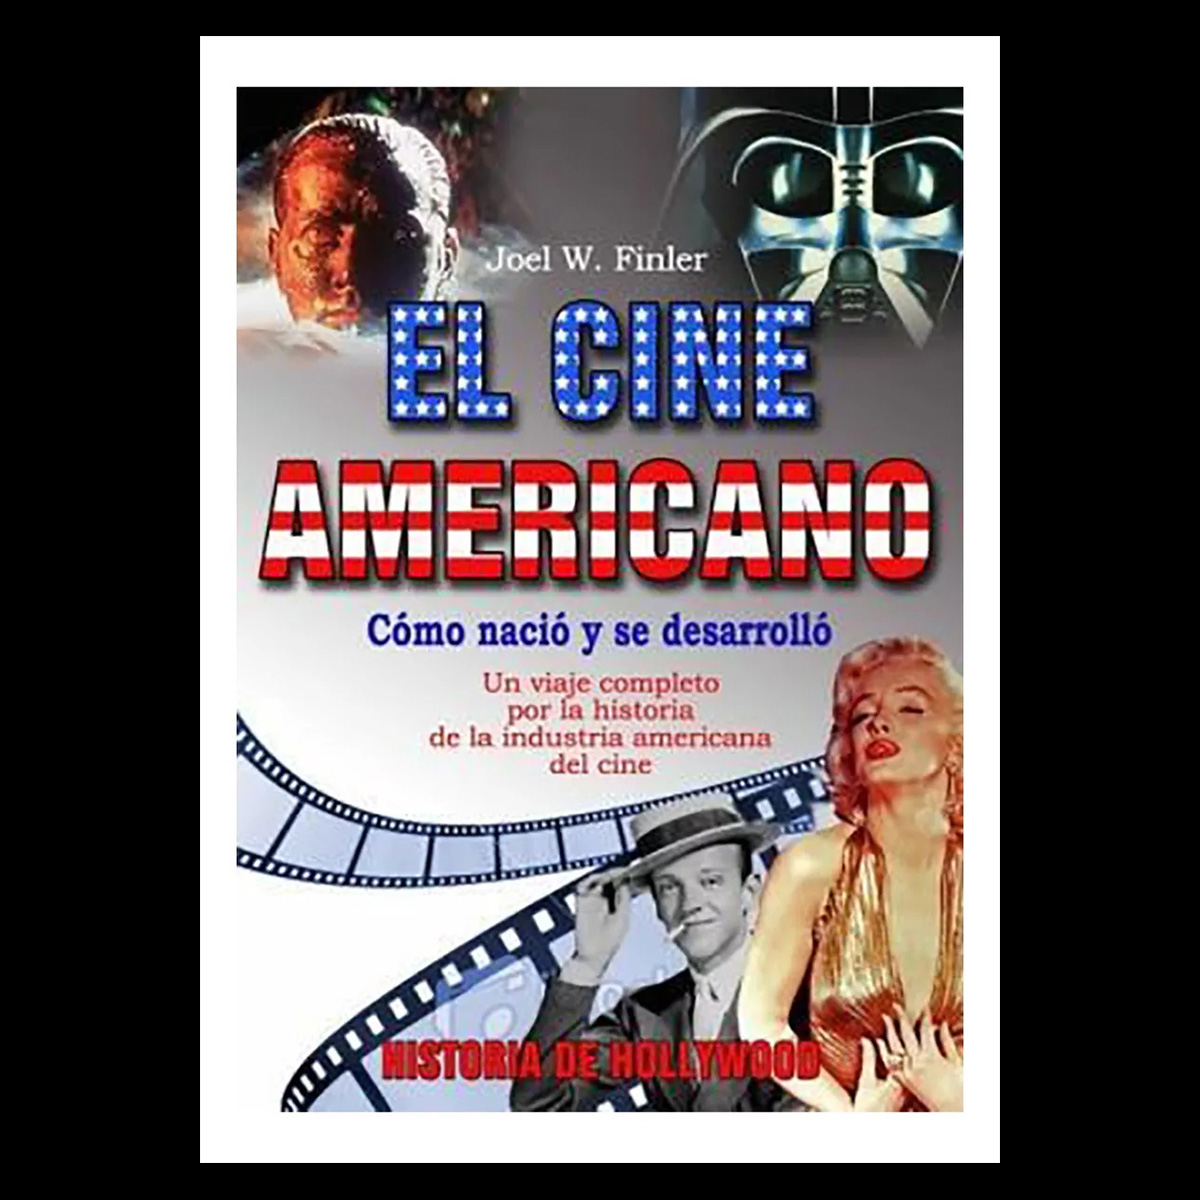 Joel W. Finler
EL CINE
AMERICANO
Cómo nació y se desarrolló
Un viaje completo
por la historia
de la industria americana
del cine
HISTORIA DE HOLLYWOOD